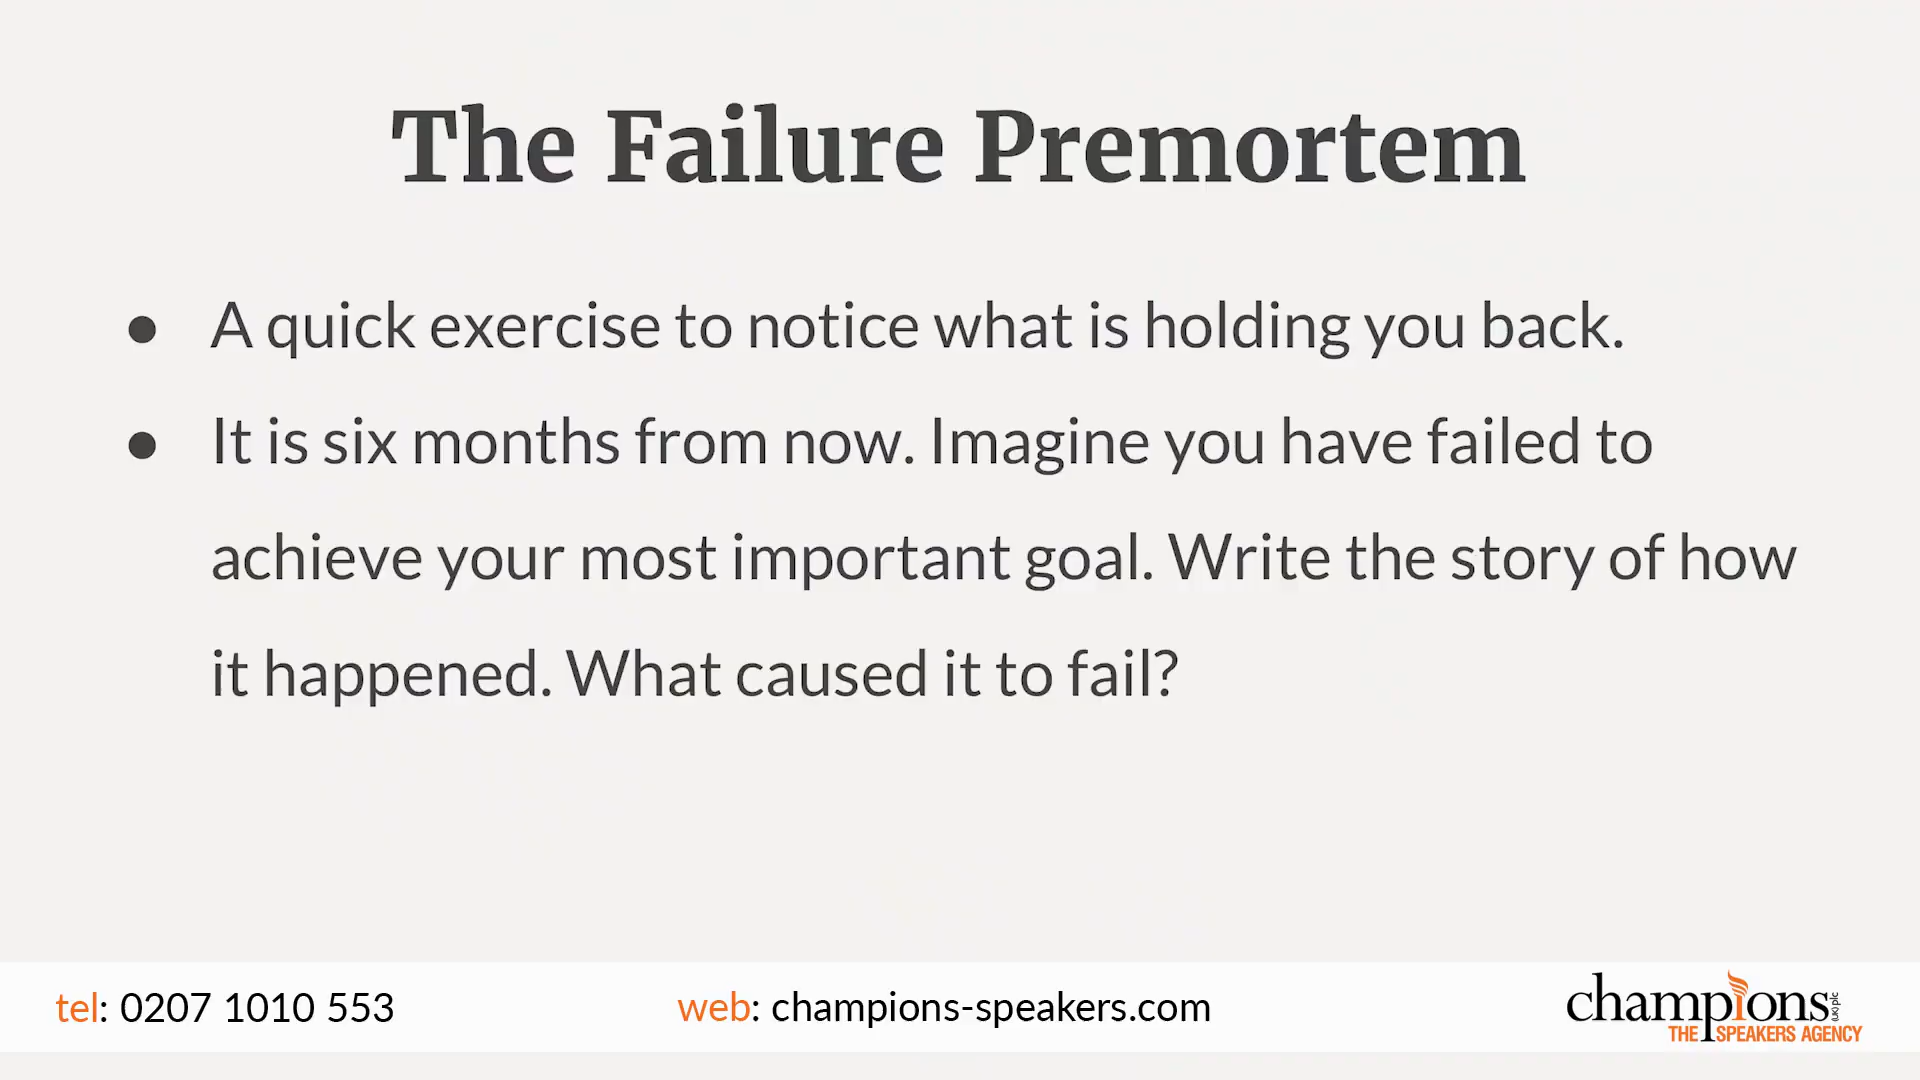 The Failure Premortem
● A quick exercise to notice what is holding you back.
● It is six months from now. Imagine you have failed to
achieve your most important goal. Write the story of how
it happened. What caused it to fail?
tel: 0207 1010 553
web: champions-speakers.com
champions (UK) plc
THE SPEAKERS AGENCY